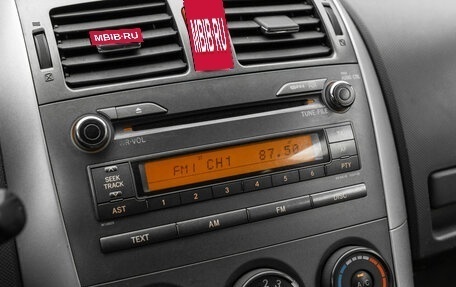 MBIB.RU
MBIB.RU
PWR•VOL
TUNE•FILE
FM1 CH1 87.50
SEEK
TRACK
1 2 3 4 5 6
PTY
AST
TEXT AM FM DISC
A/C